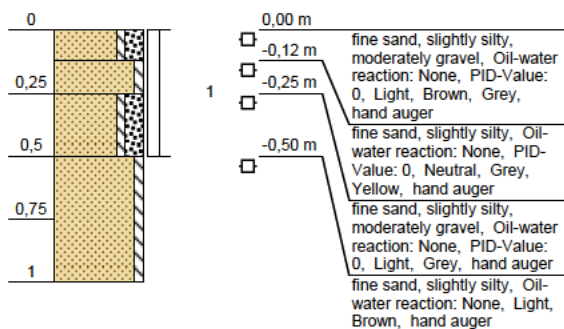 0
0,25
0,5
0,75
1
1
0,00 m
fine sand, slightly silty,
moderately gravel, Oil-water
reaction: None, PID-Value:
0, Light, Brown, Grey,
hand auger
-0,12 m
fine sand, slightly silty, Oil-
water reaction: None, PID-
Value: 0, Neutral, Grey,
Yellow, hand auger
-0,25 m
fine sand, slightly silty,
moderately gravel, Oil-water
reaction: None, PID-Value:
0, Light, Grey, hand auger
-0,50 m
fine sand, slightly silty, Oil-
water reaction: None, Light,
Brown, hand auger